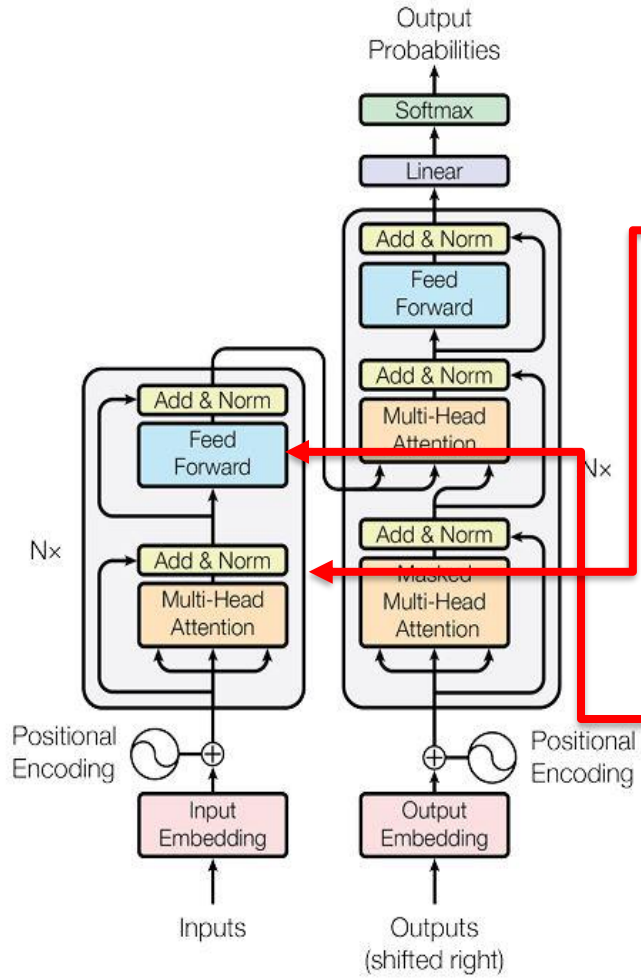 Output
Probabilities
Softmax
Linear
Add & Norm
Feed
Forward
Add & Norm
Multi-Head
Attention
Nx
Add & Norm
Masked
Multi-Head
Attention
Add & Norm
Feed
Forward
Nx
Add & Norm
Multi-Head
Attention
Positional
Encoding
Positional
Encoding
Input
Embedding
Output
Embedding
Inputs
Outputs
(shifted right)